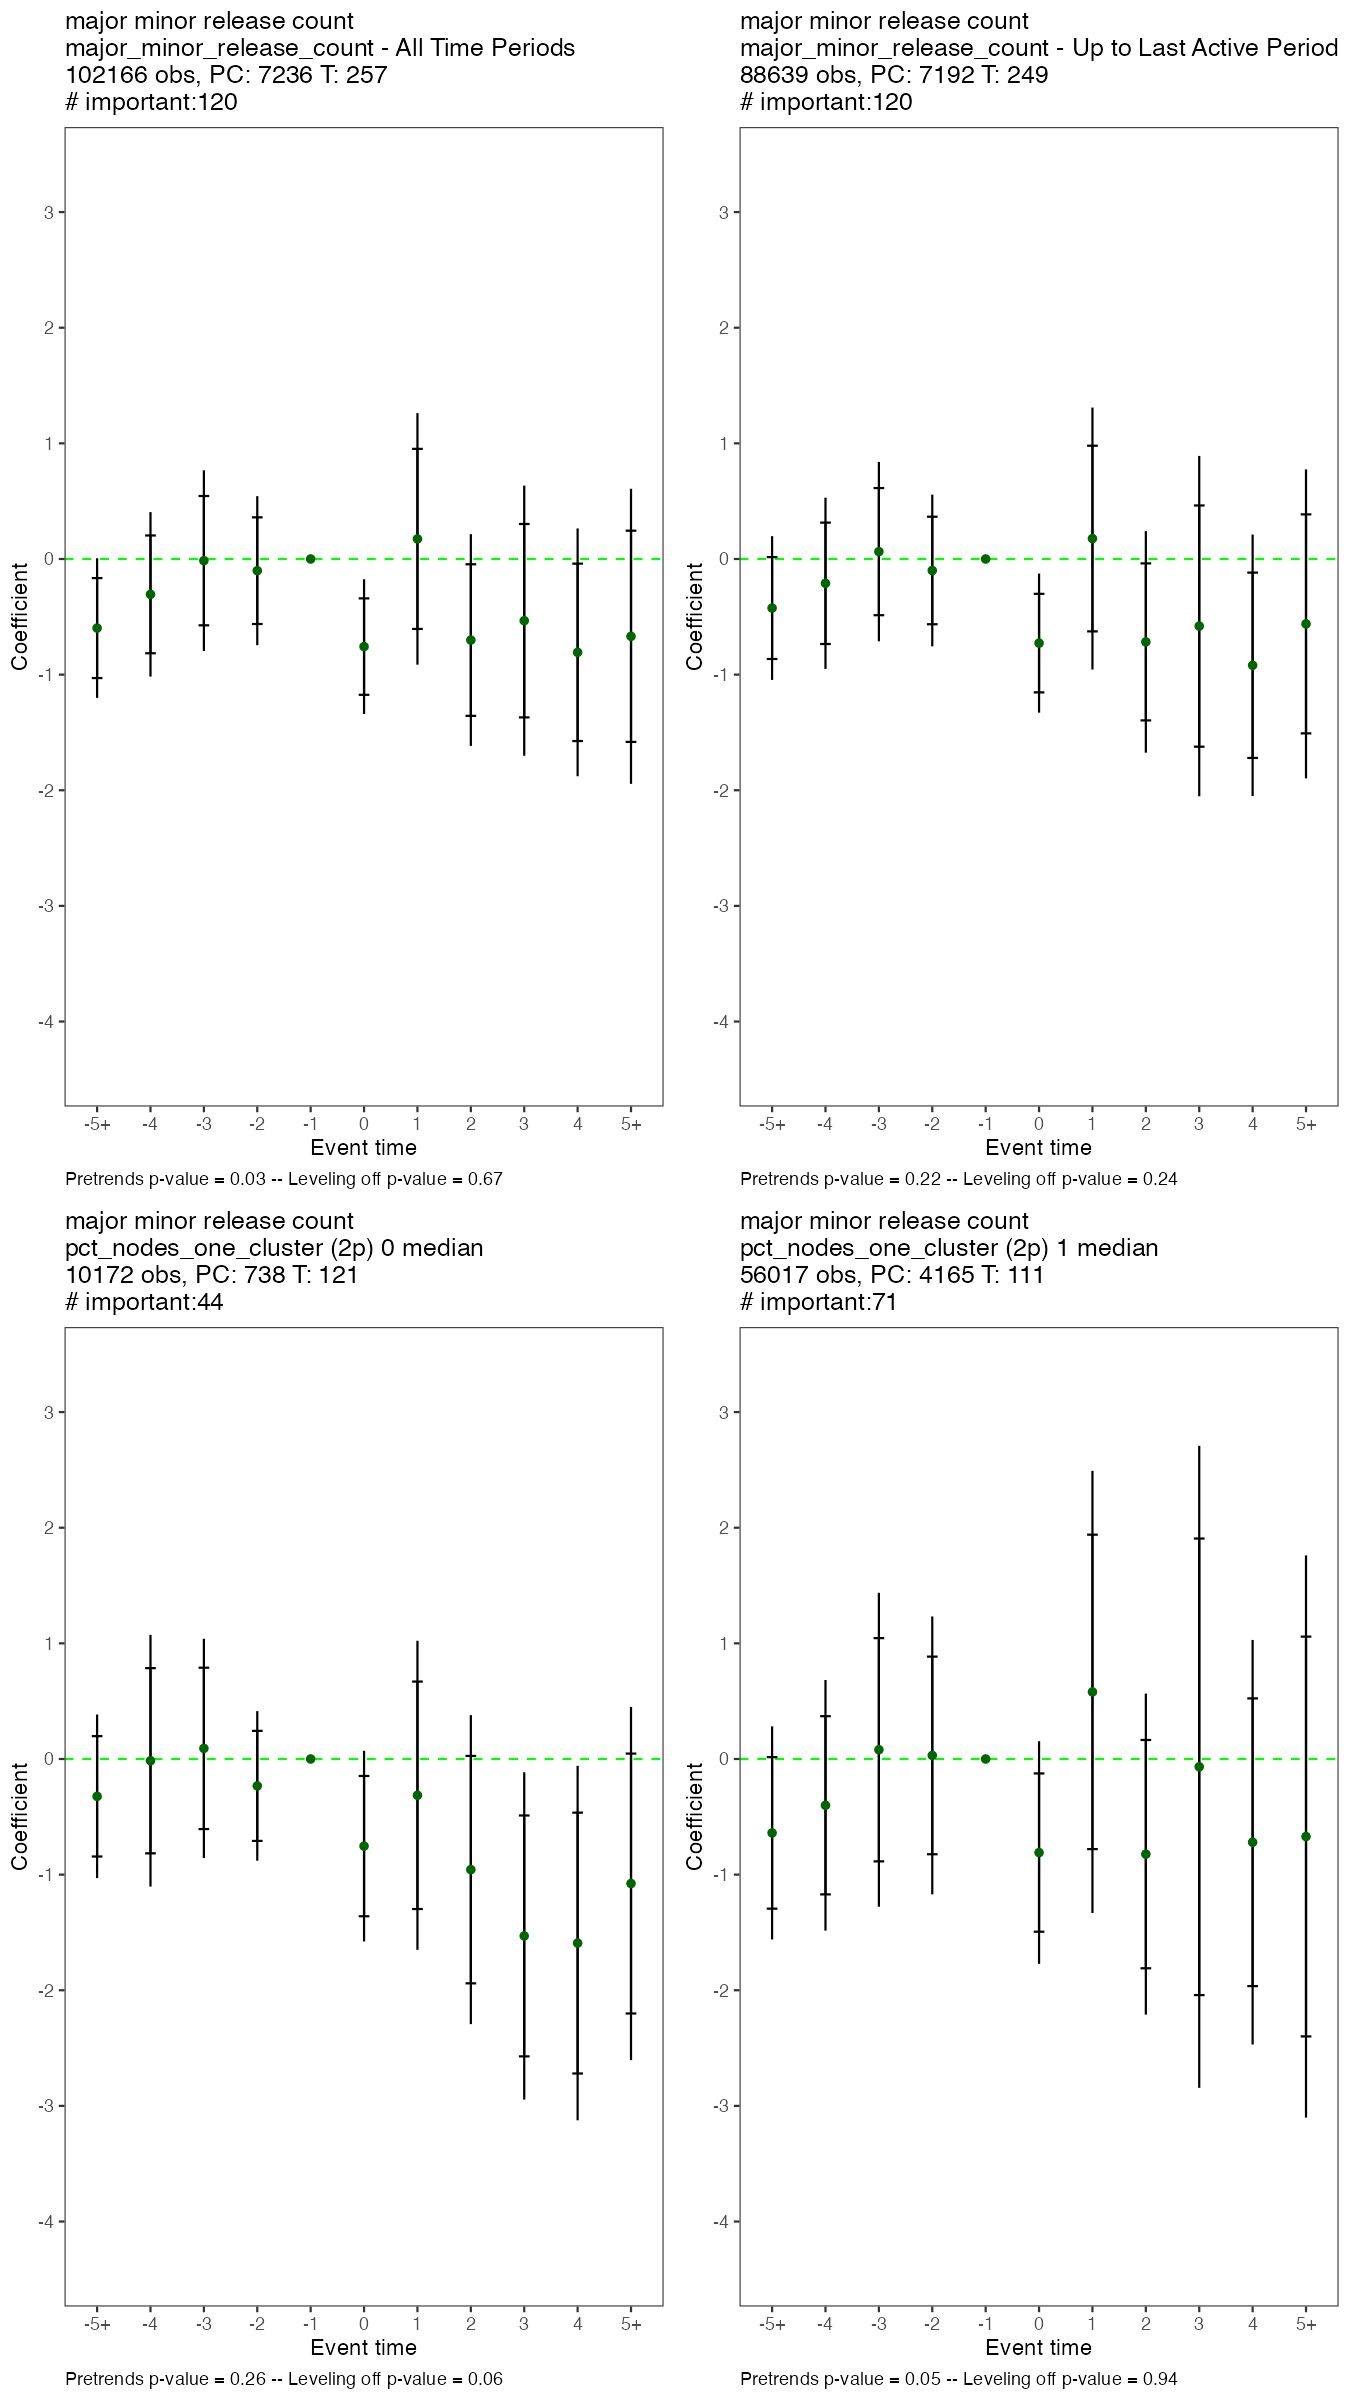 major minor release count
major_minor_release_count - All Time Periods
102166 obs, PC: 7236 T: 257
# important:120
3
2
1
0
-1
-2
-3
-4
Coefficient
-5+ -4 -3 -2 -1 0 1 2 3 4 5+
Event time
Pretrends p-value = 0.03 -- Leveling off p-value = 0.67
major minor release count
major_minor_release_count - Up to Last Active Period
88639 obs, PC: 7192 T: 249
# important:120
3
2
1
0
-1
-2
-3
-4
Coefficient
-5+ -4 -3 -2 -1 0 1 2 3 4 5+
Event time
Pretrends p-value = 0.22 -- Leveling off p-value = 0.24
major minor release count
pct_nodes_one_cluster (2p) 0 median
10172 obs, PC: 738 T: 121
# important:44
3
2
1
0
-1
-2
-3
-4
Coefficient
-5+ -4 -3 -2 -1 0 1 2 3 4 5+
Event time
Pretrends p-value = 0.26 -- Leveling off p-value = 0.06
major minor release count
pct_nodes_one_cluster (2p) 1 median
56017 obs, PC: 4165 T: 111
# important:71
3
2
1
0
-1
-2
-3
-4
Coefficient
-5+ -4 -3 -2 -1 0 1 2 3 4 5+
Event time
Pretrends p-value = 0.05 -- Leveling off p-value = 0.94